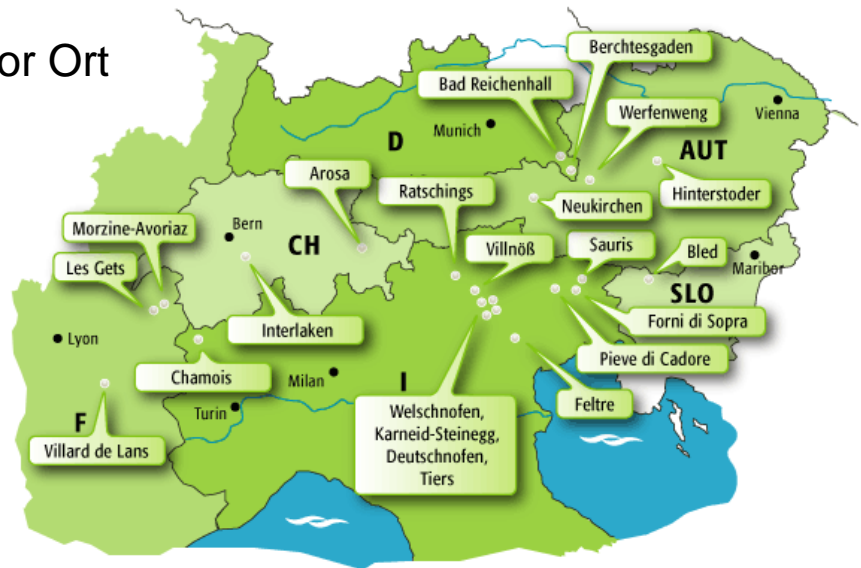 or Ort
Berchtesgaden
Bad Reichenhall
Werfenweg
Vienna
Munich
D
AUT
Arosa
Ratschings
Hinterstoder
Neukirchen
Morzine-Avoriaz
Bern
CH
Villnöß
Sauris
Bled
Maribor
Les Gets
SLO
Interlaken
Forni di Sopra
Lyon
Pieve di Cadore
Chamois
Milan
I
Feltre
Turin
Welschnofen,
Karneid-Steinegg,
Deutschnofen,
Tiers
F
Villard de Lans